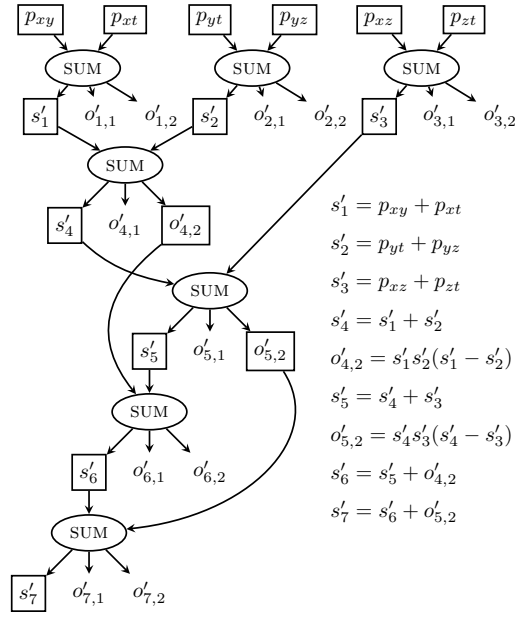 p_{xy} p_{xt} p_{yt} p_{yz} p_{xz} p_{zt}
SUM SUM SUM
s'_1 o'_{1,1} o'_{1,2} s'_2 o'_{2,1} o'_{2,2} s'_3 o'_{3,1} o'_{3,2}
SUM
s'_4 o'_{4,1} o'_{4,2}
SUM
s'_5 o'_{5,1} o'_{5,2}
SUM
s'_6 o'_{6,1} o'_{6,2}
SUM
s'_7 o'_{7,1} o'_{7,2}
s'_1 = p_{xy} + p_{xt}
s'_2 = p_{yt} + p_{yz}
s'_3 = p_{xz} + p_{zt}
s'_4 = s'_1 + s'_2
o'_{4,2} = s'_1 s'_2 (s'_1 − s'_2)
s'_5 = s'_4 + s'_3
o'_{5,2} = s'_4 s'_3 (s'_4 − s'_3)
s'_6 = s'_5 + o'_{4,2}
s'_7 = s'_6 + o'_{5,2}